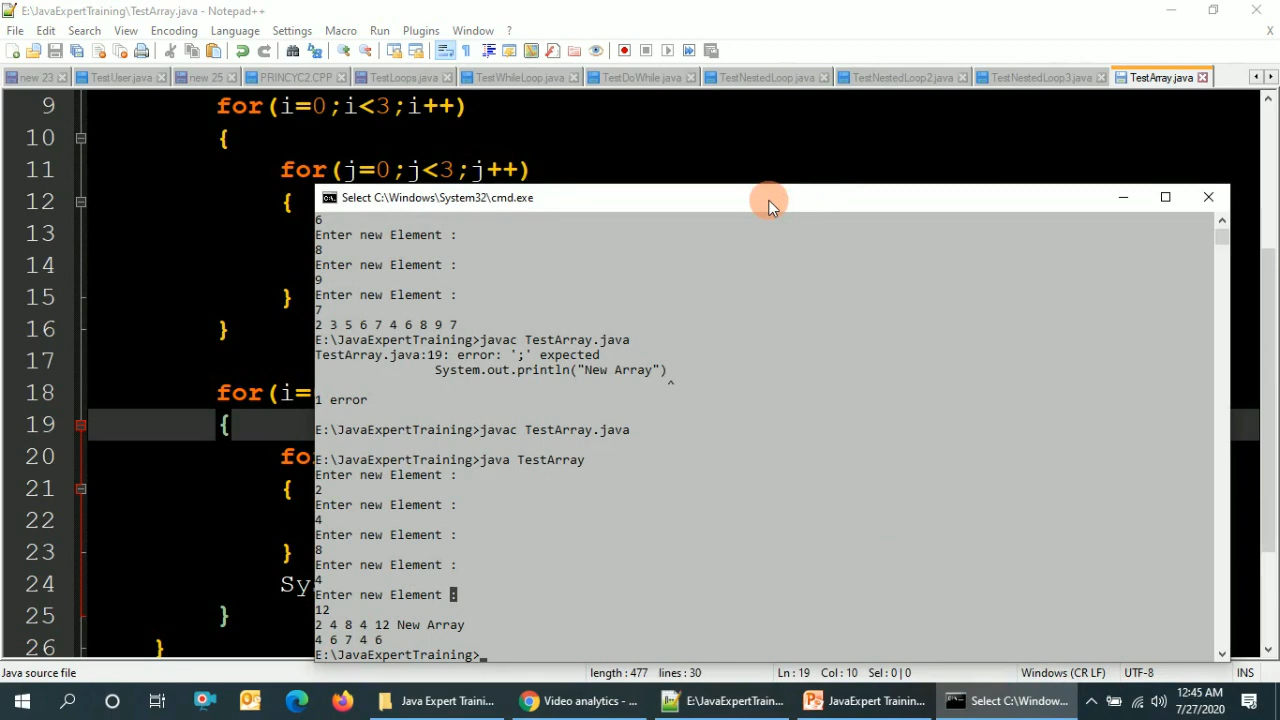 E:\JavaExpertTraining\TestArray.java - Notepad++
File Edit Search View Encoding Language Settings Macro Run Plugins Window ?
X
new 23 TestUser.java new 25 PRINCYC2.CPP TestLoops.java TestWhileLoop.java TestDoWhile.java TestNestedLoop.java TestNestedLoop2.java TestNestedLoop3.java TestArray.java
9 for(i=0;i<3;i++)
10 {
11 for(j=0;j<3;j++)
12 {
13
14
15 }
16 }
17
18 for(i=
19 {
20 fo
21 {
22
23 }
24 Sy
25 }
26 }
Select C:\Windows\System32\cmd.exe
6
Enter new Element :
8
Enter new Element :
9
Enter new Element :
7
2 3 5 6 7 4 6 8 9 7
E:\JavaExpertTraining>javac TestArray.java
TestArray.java:19: error: ';' expected
System.out.println("New Array")
^
1 error
E:\JavaExpertTraining>javac TestArray.java
E:\JavaExpertTraining>java TestArray
Enter new Element :
2
Enter new Element :
4
Enter new Element :
8
Enter new Element :
4
Enter new Element :
12
2 4 8 4 12 New Array
4 6 7 4 6
E:\JavaExpertTraining>
Java source file length : 477 lines : 30 Ln : 19 Col : 10 Sel : 0 | 0 Windows (CR LF) UTF-8 INS
Java Expert Traini... Video analytics - ... E:\JavaExpertTrain... JavaExpert Trainin... Select C:\Window...
12:45 AM
7/27/2020